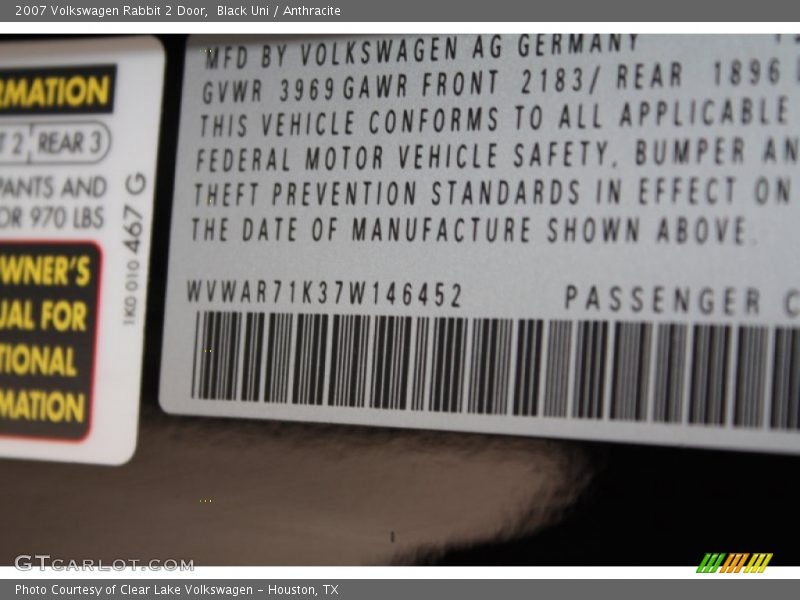 2007 Volkswagen Rabbit 2 Door, Black Uni / Anthracite
MFD BY VOLKSWAGEN AG GERMANY
GVWR 3969 GAWR FRONT 2183/ REAR 1896
THIS VEHICLE CONFORMS TO ALL APPLICABLE
FEDERAL MOTOR VEHICLE SAFETY, BUMPER AN
THEFT PREVENTION STANDARDS IN EFFECT ON
THE DATE OF MANUFACTURE SHOWN ABOVE.
WVWAR71K37W146452 PASSENGER C
RMATION
T 2 REAR 3
PANTS AND
OR 970 LBS
WNER'S
UAL FOR
TIONAL
MATION
1K0 010 467 G
GTCARLOT.COM
Photo Courtesy of Clear Lake Volkswagen – Houston, TX